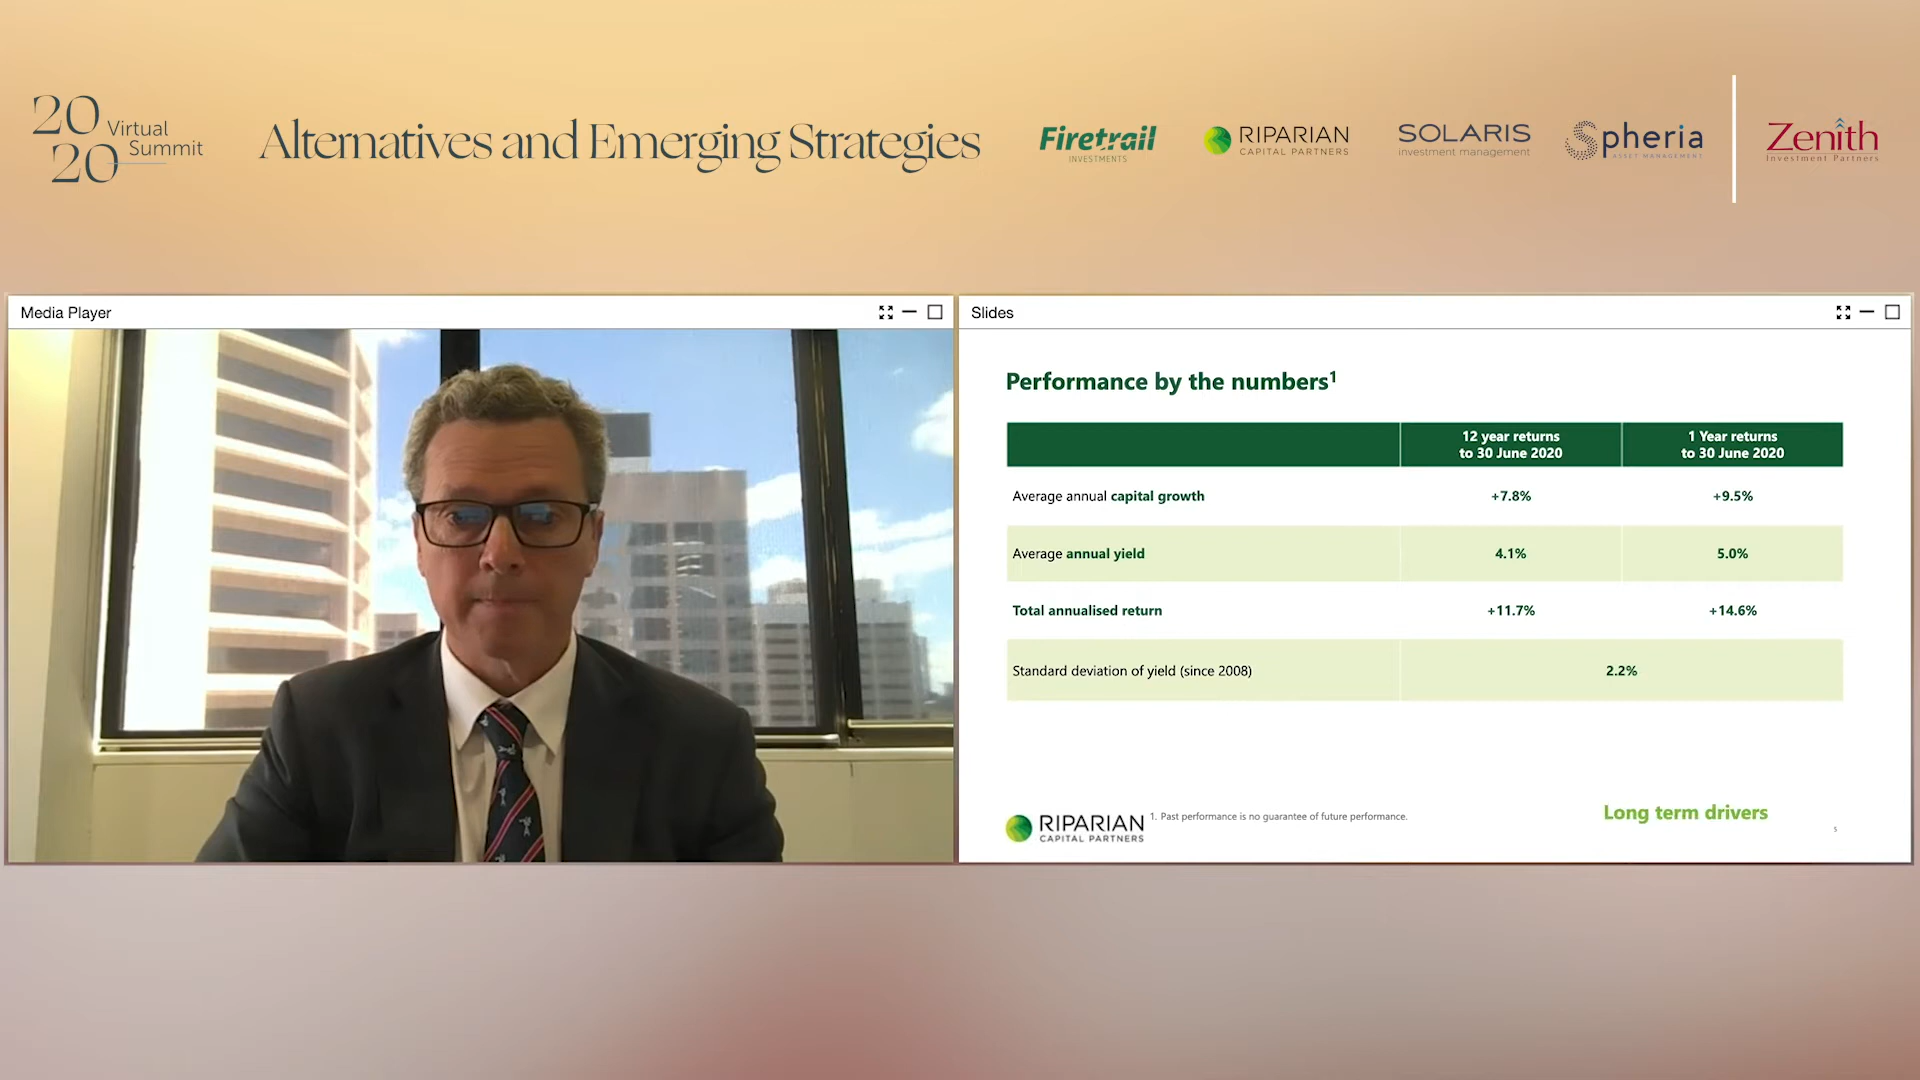 20
20
Virtual
Summit
Alternatives and Emerging Strategies
Firetrail
INVESTMENTS
RIPARIAN
CAPITAL PARTNERS
SOLARIS
investment management
Spheria
ASSET MANAGEMENT
Zenith
Investment Partners
Media Player
Slides
Performance by the numbers¹
12 year returns
to 30 June 2020
1 Year returns
to 30 June 2020
Average annual capital growth +7.8% +9.5%
Average annual yield 4.1% 5.0%
Total annualised return +11.7% +14.6%
Standard deviation of yield (since 2008) 2.2%
RIPARIAN
CAPITAL PARTNERS
1. Past performance is no guarantee of future performance.
Long term drivers
5